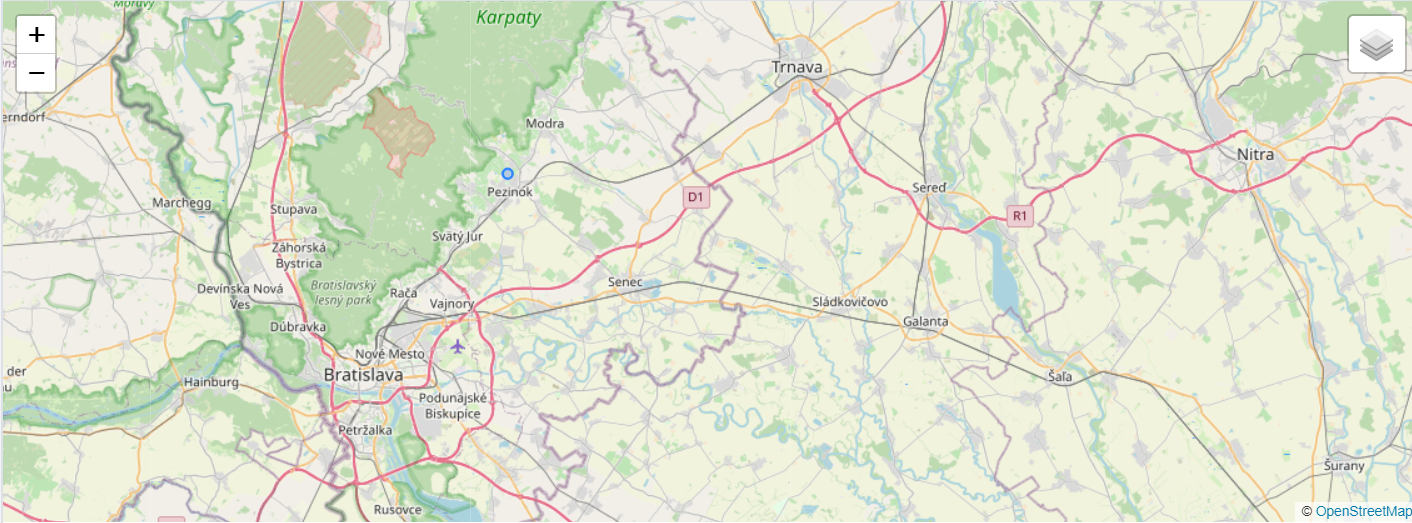 Moravy
Karpaty
+
−
Trnava
erndorf
Modra
Nitra
Pezinok
Sereď
D1
Marchegg
Stupava
R1
Svätý Jur
Záhorská
Bystrica
Bratislavský
lesný park
Senec
Devínska Nová
Ves
Rača
Vajnory
Sládkovičovo
Galanta
Dúbravka
Nové Mesto
der
au
Hainburg
Bratislava
Šaľa
Podunajské
Biskupice
Petržalka
Šurany
Rusovce
© OpenStreetMap